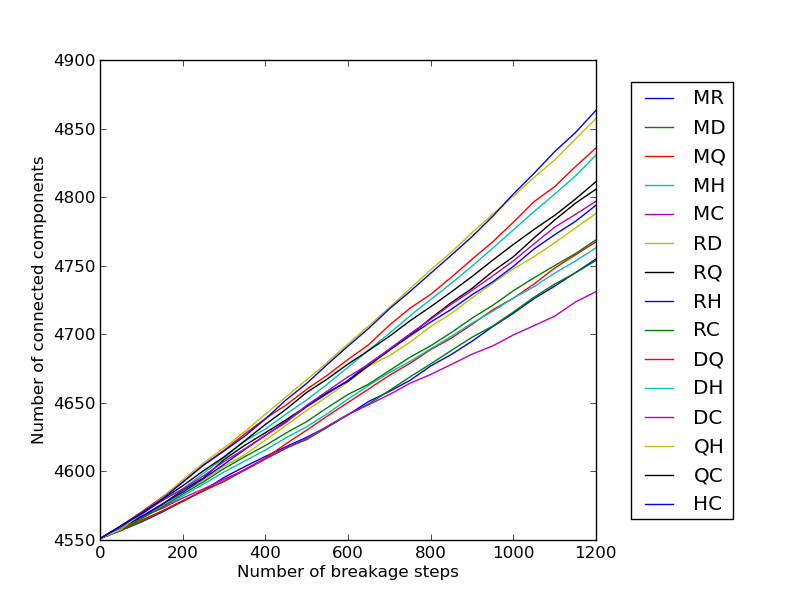 4900
4850
4800
4750
4700
4650
4600
4550
Number of connected components
0 200 400 600 800 1000 1200
Number of breakage steps
MR
MD
MQ
MH
MC
RD
RQ
RH
RC
DQ
DH
DC
QH
QC
HC